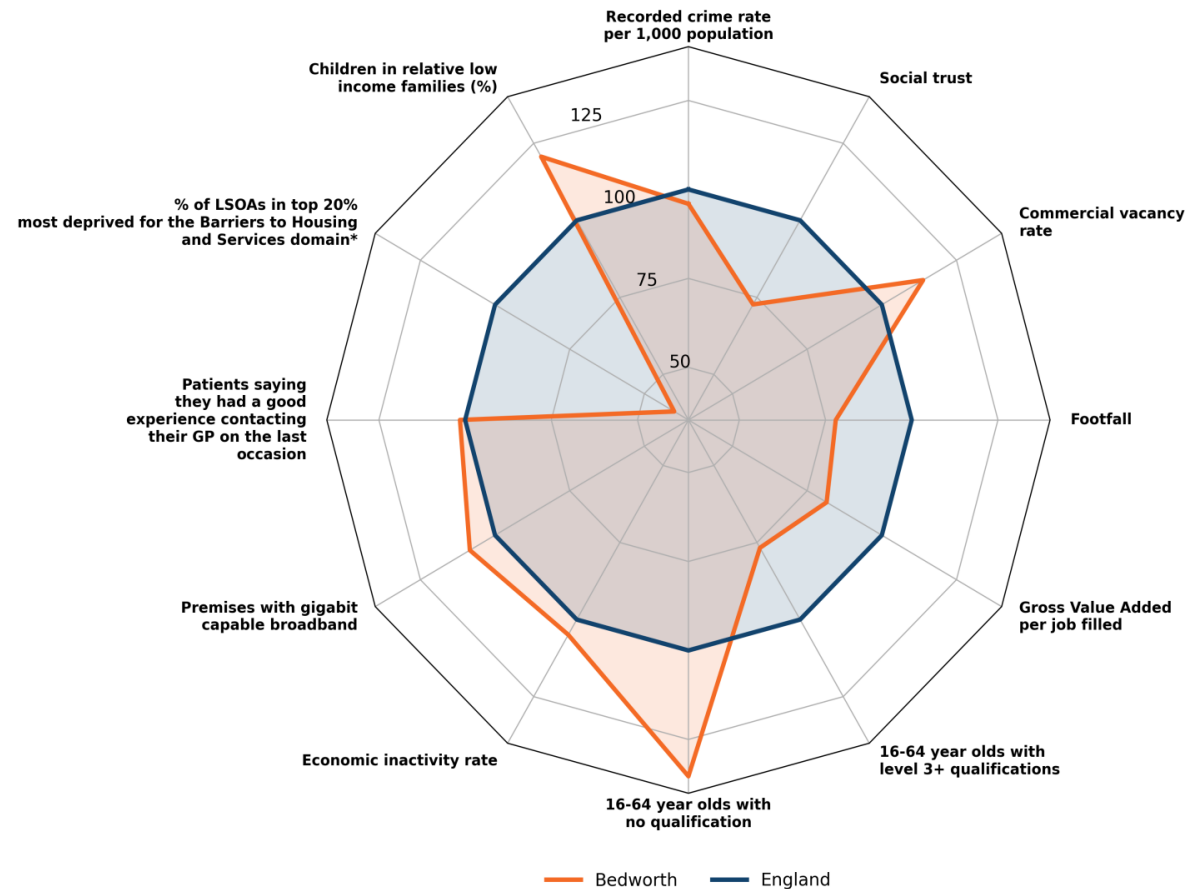 Recorded crime rate
per 1,000 population
Social trust
Commercial vacancy
rate
Footfall
Gross Value Added
per job filled
16-64 year olds with
level 3+ qualifications
16-64 year olds with
no qualification
Economic inactivity rate
Premises with gigabit
capable broadband
Patients saying
they had a good
experience contacting
their GP on the last
occasion
% of LSOAs in top 20%
most deprived for the Barriers to Housing
and Services domain*
Children in relative low
income families (%)
125
100
75
50
Bedworth
England